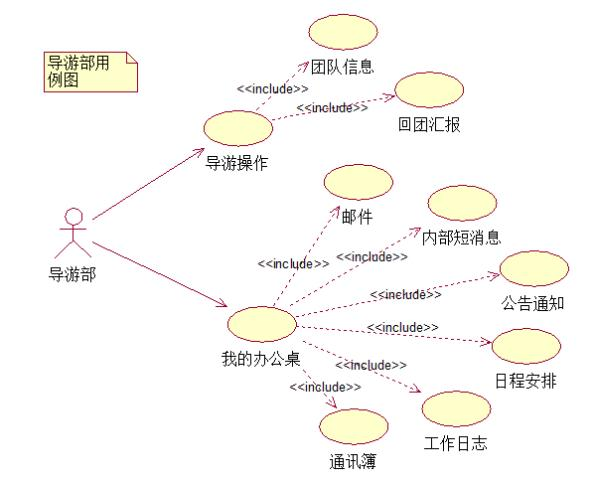 导游部用
例图
团队信息
<<include>>
<<include>>
回团汇报
导游操作
邮件
内部短消息
<<include>>
<<include>>
导游部
<<include>>
公告通知
<<include>>
我的办公桌
<<include>>
日程安排
<<include>>
工作日志
通讯簿